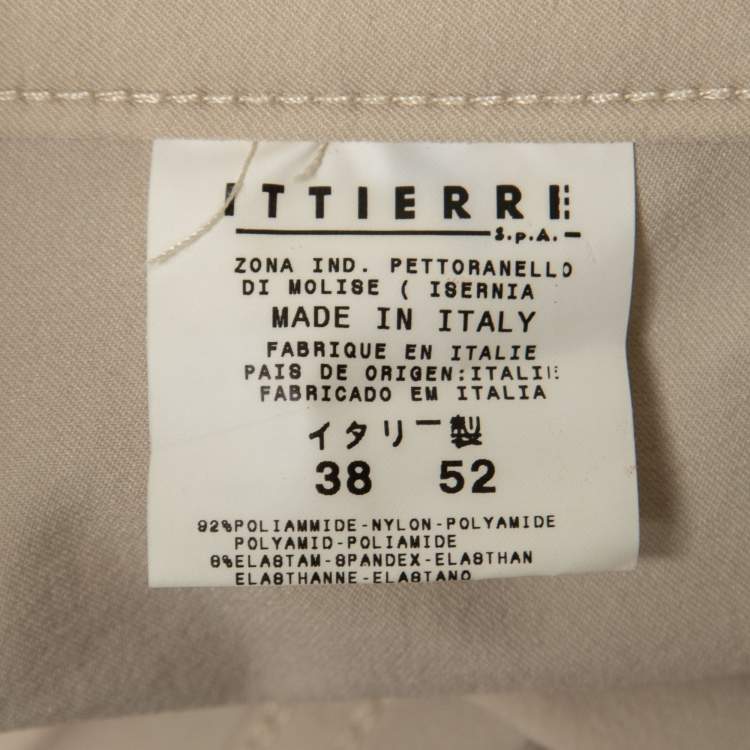 ITTIERRE
S.p.A.
ZONA IND. PETTORANELLO
DI MOLISE ( ISERNIA
MADE IN ITALY
FABRIQUE EN ITALIE
PAIS DE ORIGEN:ITALIE
FABRICADO EM ITALIA
イタリー製
38 52
92%POLIAMMIDE-NYLON-POLYAMIDE
POLYAMID-POLIAMIDE
8%ELASTAM-SPANDEX-ELASTHAN
ELASTHANNE-ELASTANO